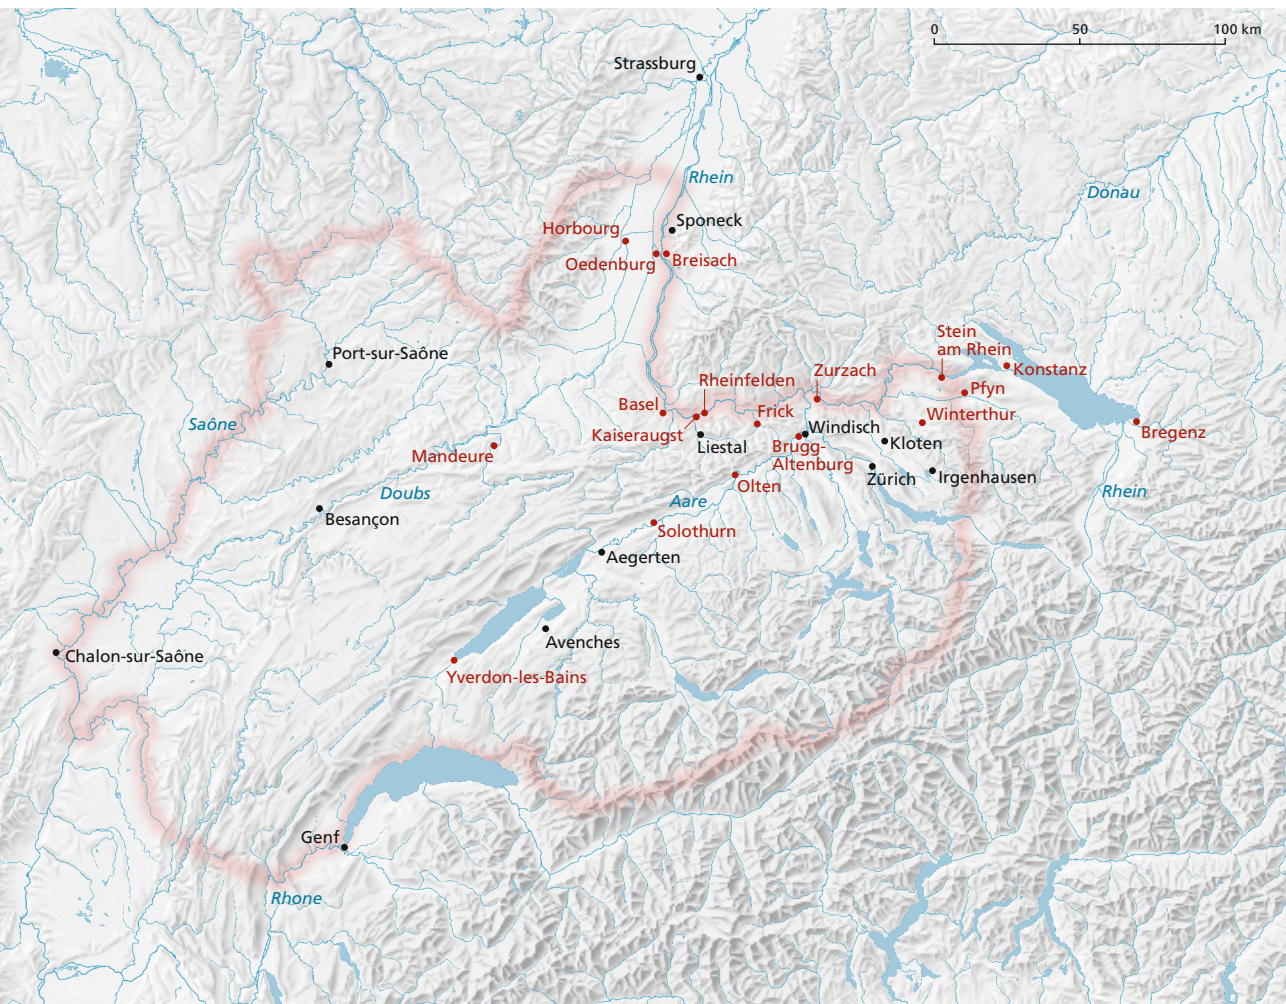 0 50 100 km
Strassburg
Rhein
Donau
Sponeck
Horbourg
Oedenburg
Breisach
Stein
am Rhein
Port-sur-Saône
Konstanz
Zurzach
Rheinfelden
Pfyn
Basel
Frick
Winterthur
Saône
Kaiseraugst
Windisch
Bregenz
Liestal
Brugg-
Altenburg
Kloten
Mandeure
Zürich
Irgenhausen
Olten
Doubs
Aare
Rhein
Besançon
Solothurn
Aegerten
Avenches
Chalon-sur-Saône
Yverdon-les-Bains
Genf
Rhone